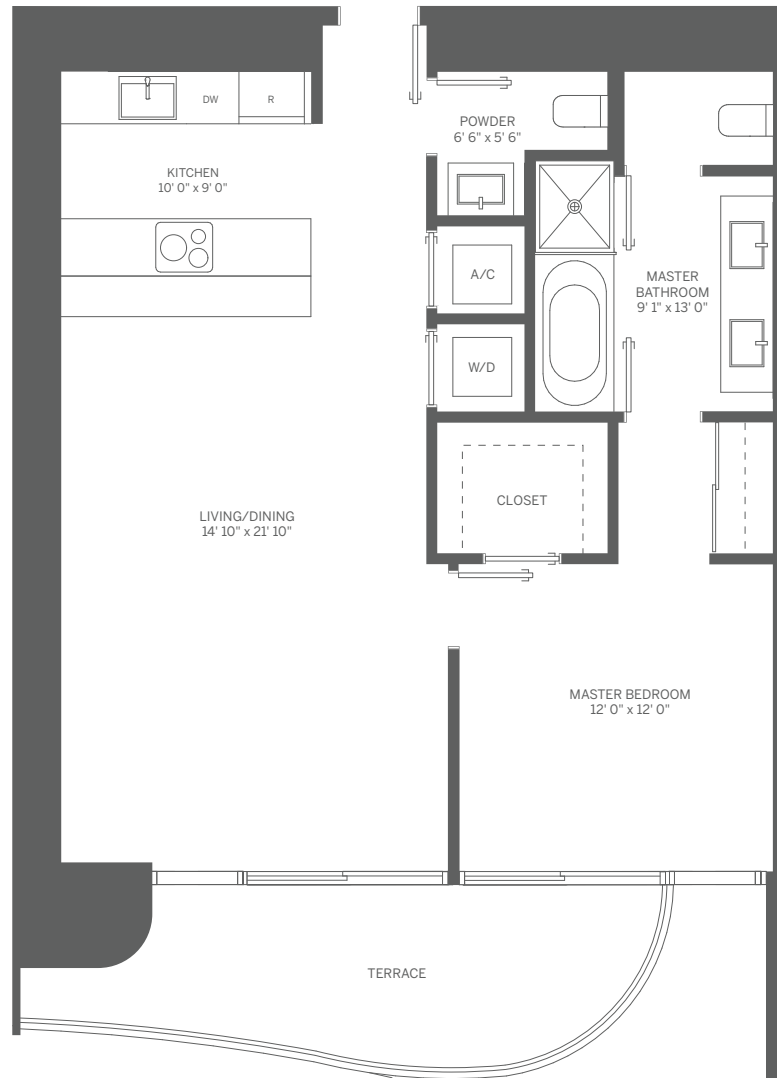 DW
R
POWDER
6' 6" x 5' 6"
KITCHEN
10' 0" x 9' 0"
A/C
MASTER
BATHROOM
9' 1" x 13' 0"
W/D
CLOSET
LIVING/DINING
14' 10" x 21' 10"
MASTER BEDROOM
12' 0" x 12' 0"
TERRACE